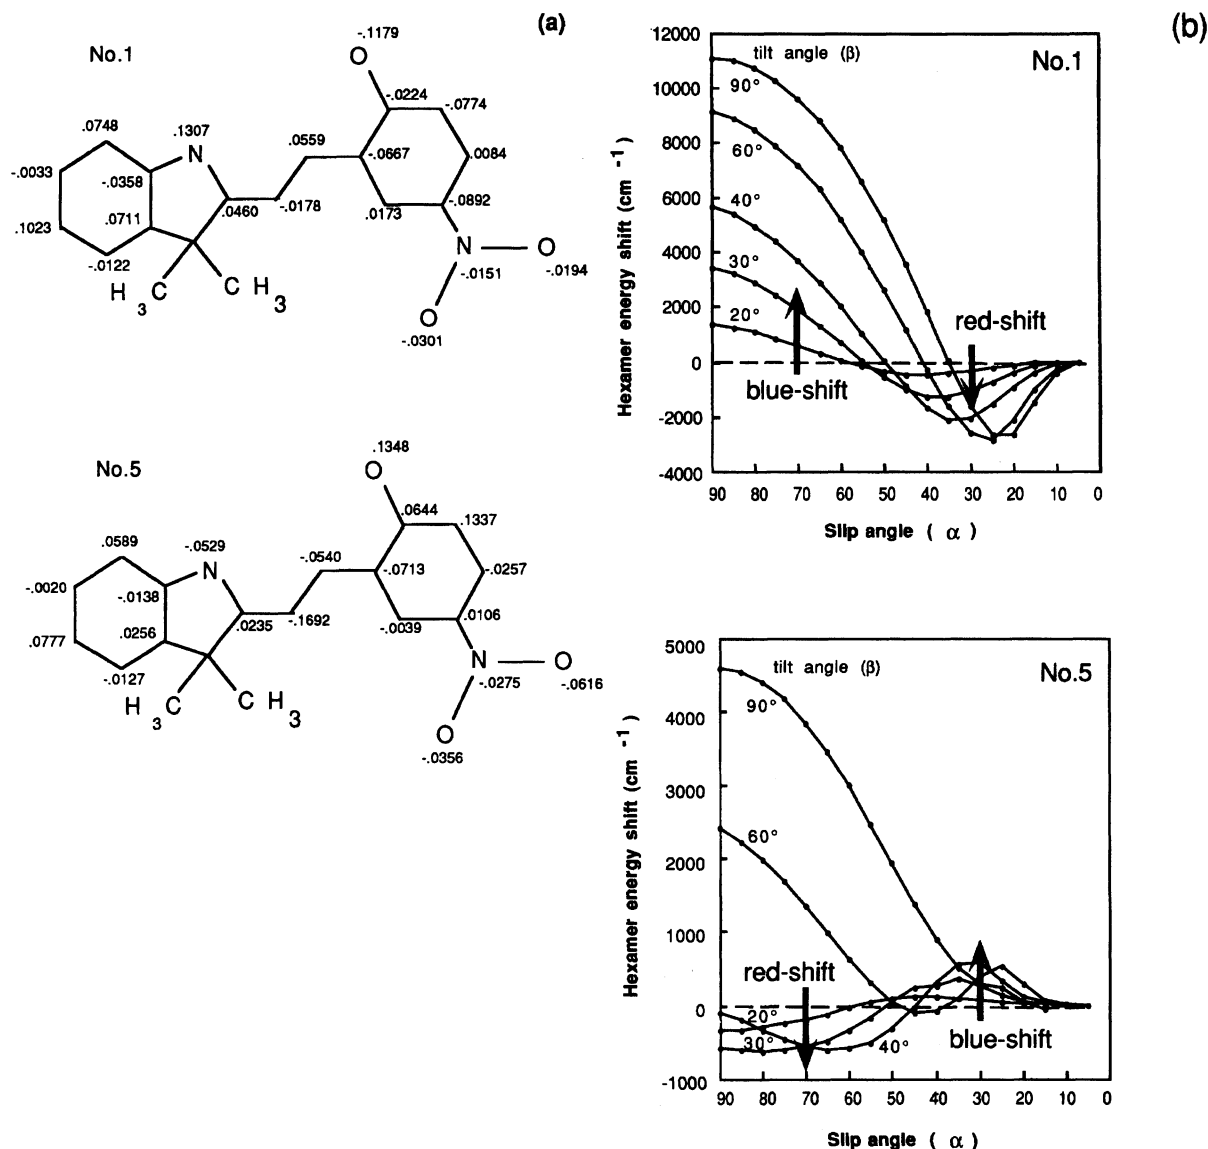 (a)
No.1
-.1179
O
-.0224
-.0774
.0748
.1307
N
.0559
-.0667
.0084
-.0033
-.0358
.0460
-.0178
.0173
-.0892
.1023
.0711
-.0122
N
O
-.0151
-.0194
H 3 C
C H 3
O
-.0301
No.5
.1348
O
.0644
.1337
.0589
-.0529
N
-.0540
-.0713
-.0257
-.0020
-.0138
.0235
-.1692
-.0039
.0106
.0777
.0256
-.0127
N
O
-.0275
-.0616
H 3 C
C H 3
O
-.0356
(b)
12000
10000
8000
6000
4000
2000
0
-2000
-4000
Hexamer energy shift (cm -1)
tilt angle (β)
No.1
90°
60°
40°
30°
20°
red-shift
blue-shift
90 80 70 60 50 40 30 20 10 0
Slip angle ( α )
5000
4000
3000
2000
1000
0
-1000
Hexamer energy shift (cm -1)
tilt angle (β)
No.5
90°
60°
red-shift
20°
30°
40°
blue-shift
90 80 70 60 50 40 30 20 10 0
Slip angle ( α )